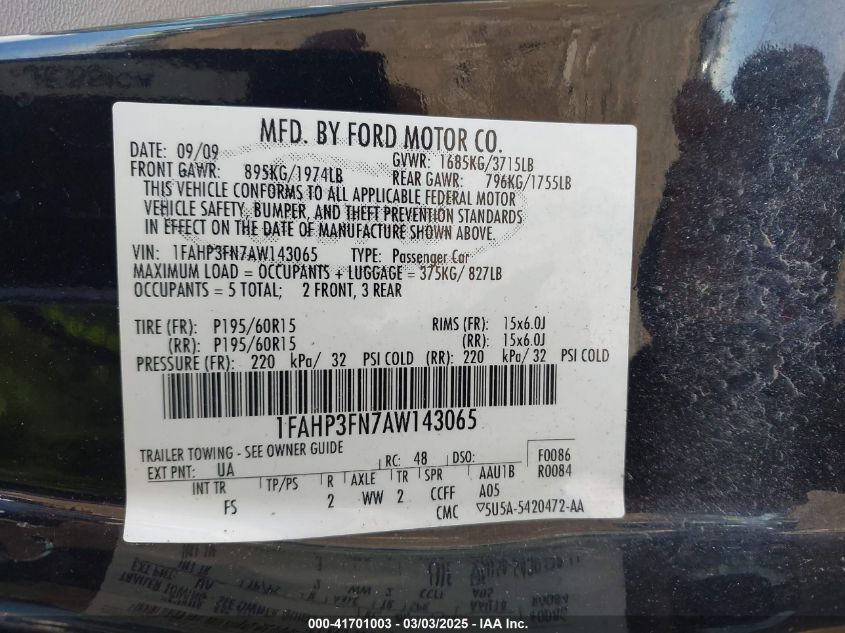 MFD. BY FORD MOTOR CO.
DATE: 09/09 GVWR: 1685KG/3715LB
FRONT GAWR: 895KG/1974LB REAR GAWR: 796KG/1755LB
THIS VEHICLE CONFORMS TO ALL APPLICABLE FEDERAL MOTOR
VEHICLE SAFETY, BUMPER, AND THEFT PREVENTION STANDARDS
IN EFFECT ON THE DATE OF MANUFACTURE SHOWN ABOVE.
VIN: 1FAHP3FN7AW143065 TYPE: Passenger Car
MAXIMUM LOAD = OCCUPANTS + LUGGAGE = 375KG/ 827LB
OCCUPANTS = 5 TOTAL; 2 FRONT, 3 REAR
TIRE (FR): P195/60R15 RIMS (FR): 15x6.0J
(RR): P195/60R15 (RR): 15x6.0J
PRESSURE (FR): 220 kPa/ 32 PSI COLD (RR): 220 kPa/ 32 PSI COLD
1FAHP3FN7AW143065
TRAILER TOWING - SEE OWNER GUIDE
EXT PNT: UA RC: 48 DSO: F0086
R0084
INT TR TP/PS R AXLE TR SPR AAU1B
FS 2 WW 2 CCFF A05
CMC ▽5U5A-5420472-AA
000-41701003 - 03/03/2025 - IAA Inc.